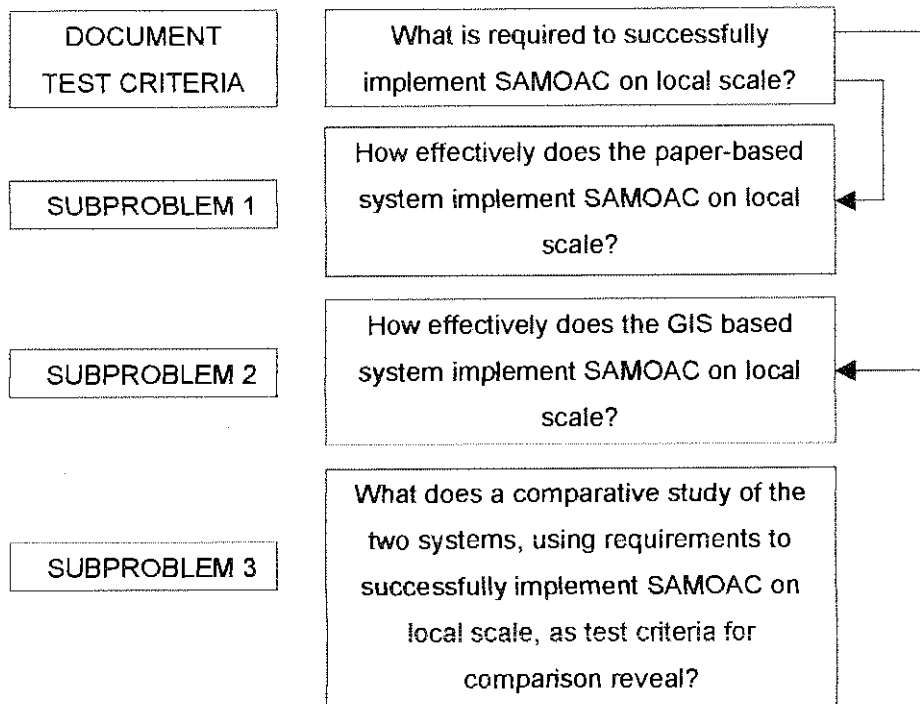 DOCUMENT
TEST CRITERIA
What is required to successfully
implement SAMOAC on local scale?
SUBPROBLEM 1
How effectively does the paper-based
system implement SAMOAC on local
scale?
SUBPROBLEM 2
How effectively does the GIS based
system implement SAMOAC on local
scale?
SUBPROBLEM 3
What does a comparative study of the
two systems, using requirements to
successfully implement SAMOAC on
local scale, as test criteria for
comparison reveal?